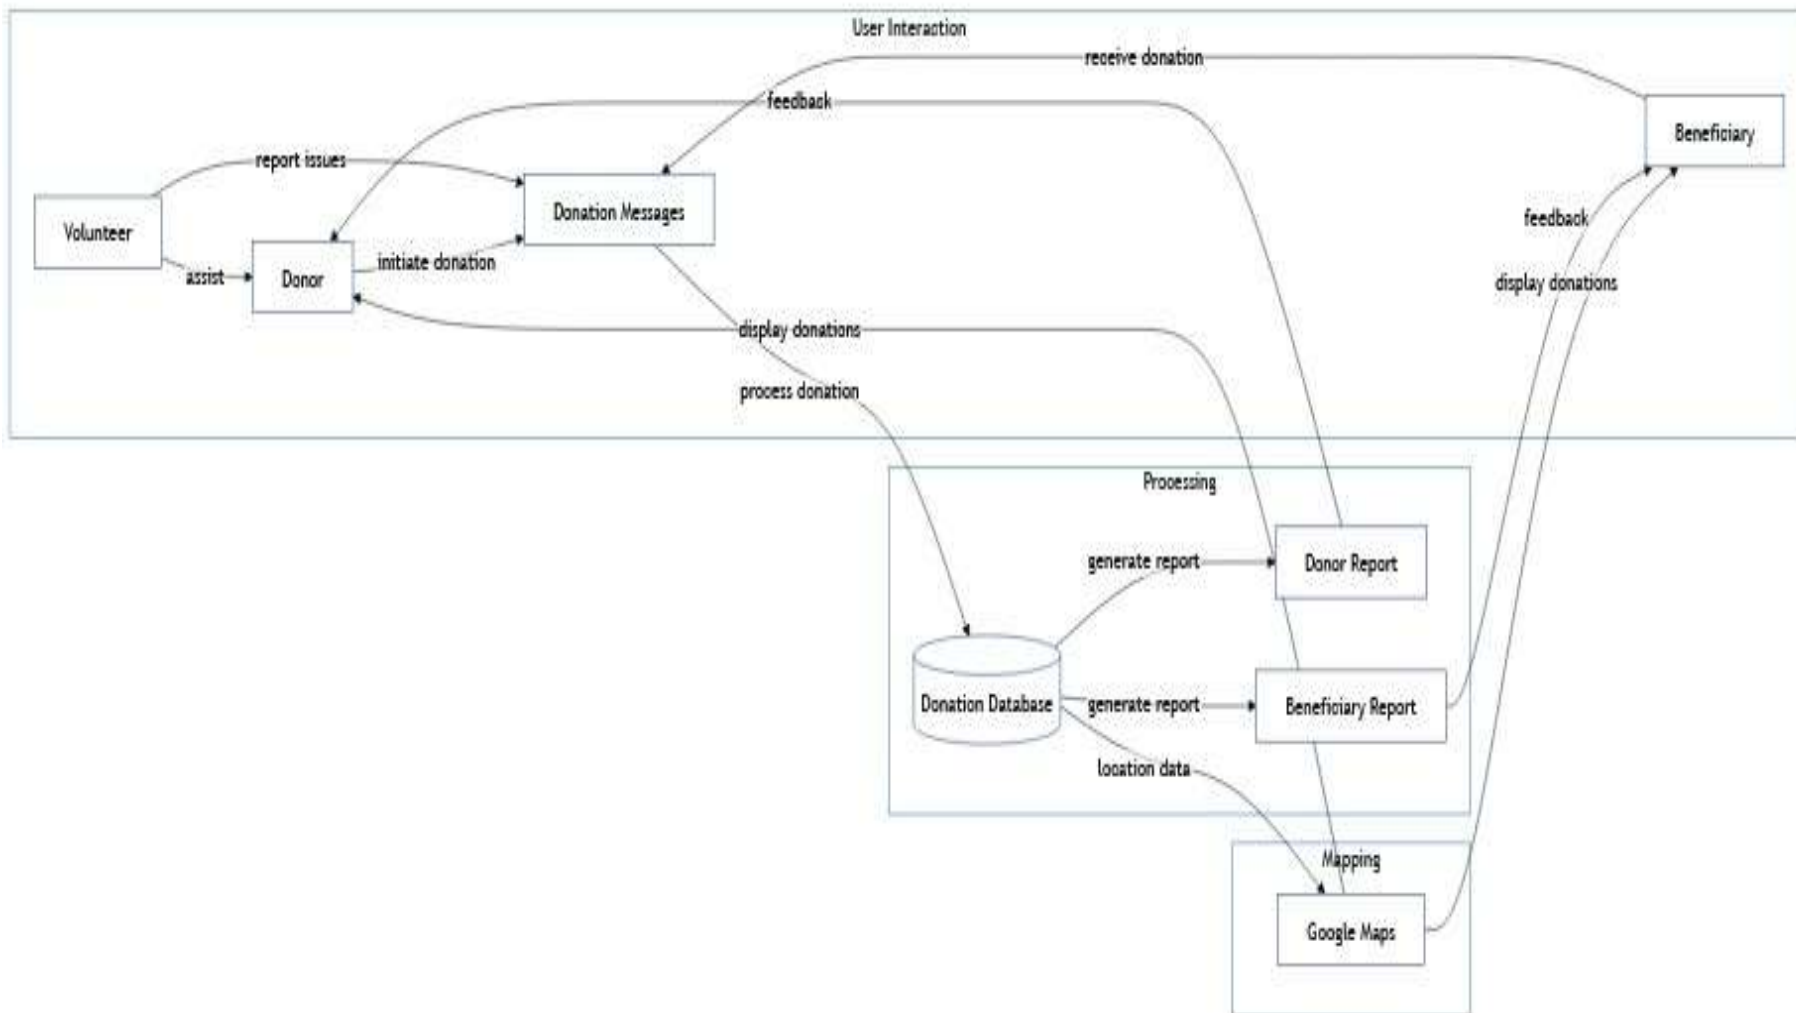 User Interaction
receive donation
feedback
Beneficiary
report issues
Donation Messages
feedback
Volunteer
initiate donation
assist
Donor
display donations
display donations
process donation
Processing
generate report
Donor Report
Donation Database
generate report
Beneficiary Report
location data
Mapping
Google Maps